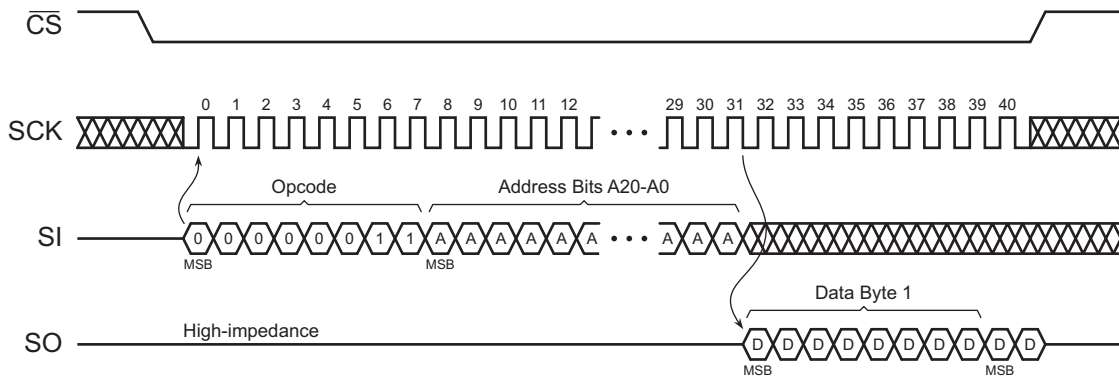 CS
0 1 2 3 4 5 6 7 8 9 10 11 12 29 30 31 32 33 34 35 36 37 38 39 40
SCK
Opcode Address Bits A20-A0
SI 0 0 0 0 0 0 1 1 A A A A A A • • • A A A
MSB MSB
Data Byte 1
High-impedance
SO D D D D D D D D D D
MSB MSB